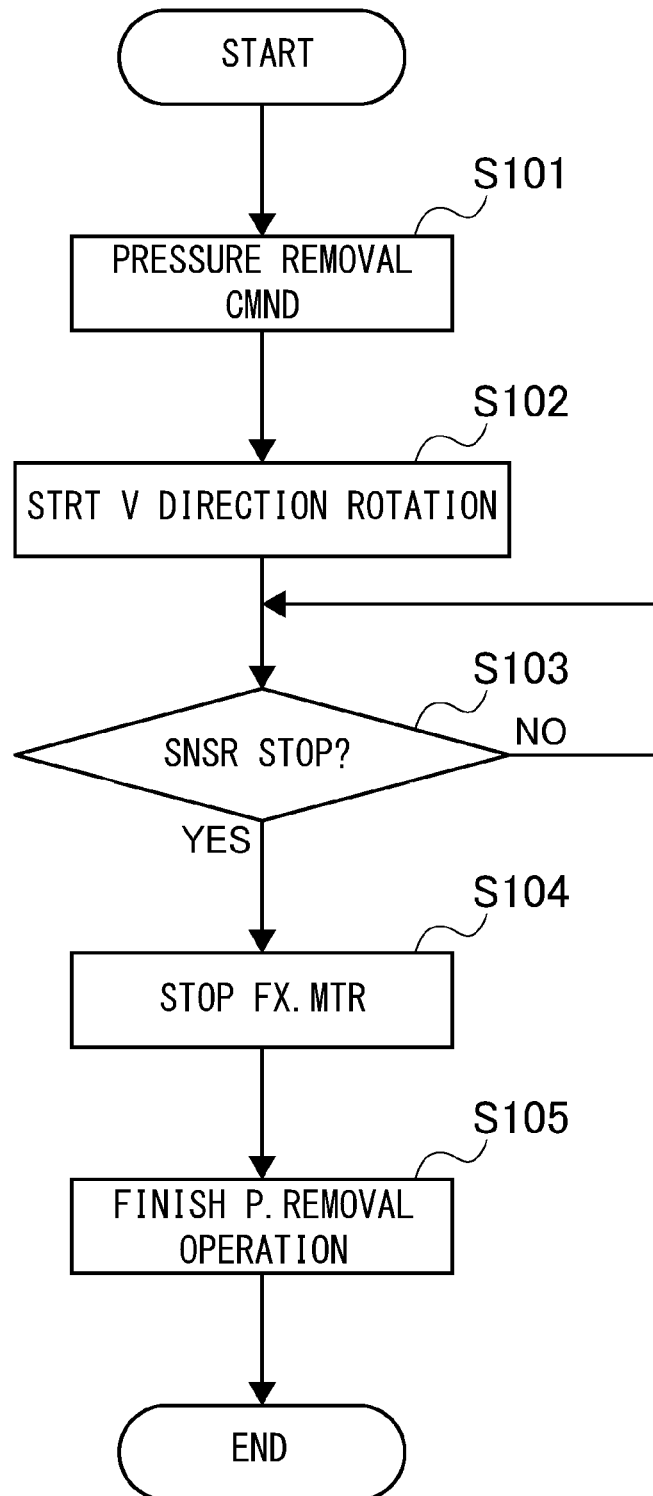 START
S101
PRESSURE REMOVAL
CMND
S102
STRT V DIRECTION ROTATION
S103
SNSR STOP?
NO
YES
S104
STOP FX.MTR
S105
FINISH P.REMOVAL
OPERATION
END